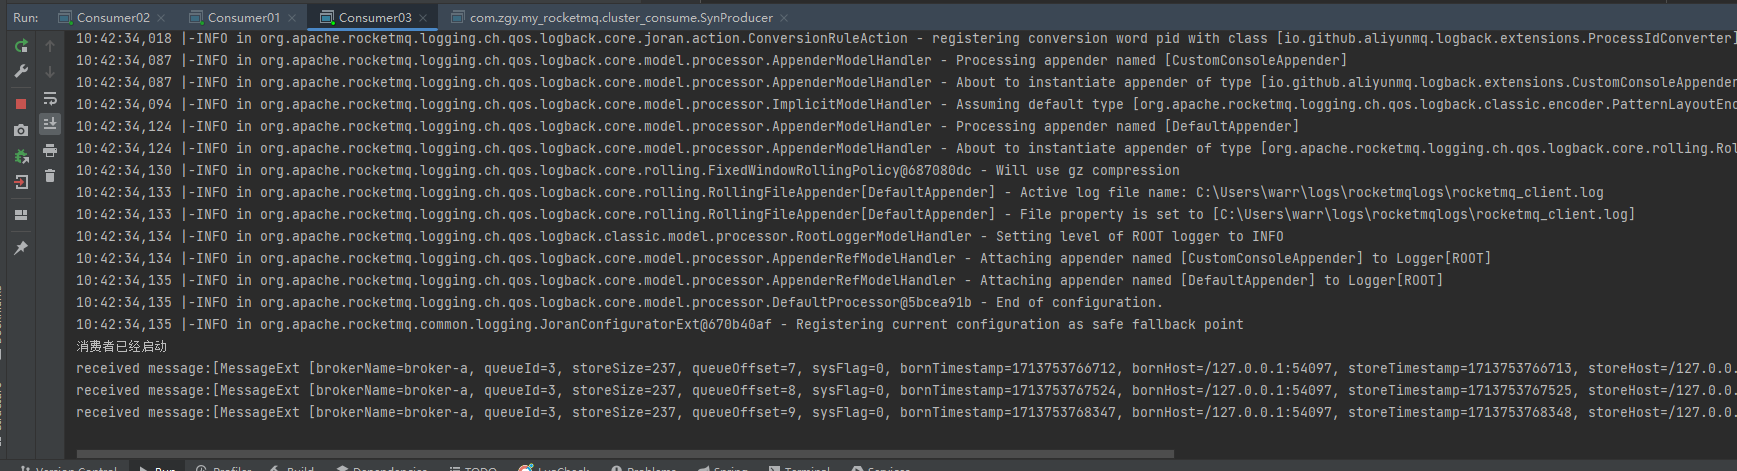 Run: Consumer02 × Consumer01 × Consumer03 × com.zgy.my_rocketmq.cluster_consume.SynProducer ×
10:42:34,018 |-INFO in org.apache.rocketmq.logging.ch.qos.logback.core.joran.action.ConversionRuleAction - registering conversion word pid with class [io.github.aliyunmq.logback.extensions.ProcessIdConverter]
10:42:34,087 |-INFO in org.apache.rocketmq.logging.ch.qos.logback.core.model.processor.AppenderModelHandler - Processing appender named [CustomConsoleAppender]
10:42:34,087 |-INFO in org.apache.rocketmq.logging.ch.qos.logback.core.model.processor.AppenderModelHandler - About to instantiate appender of type [io.github.aliyunmq.logback.extensions.CustomConsoleAppender
10:42:34,094 |-INFO in org.apache.rocketmq.logging.ch.qos.logback.core.model.processor.ImplicitModelHandler - Assuming default type [org.apache.rocketmq.logging.ch.qos.logback.classic.encoder.PatternLayoutEnc
10:42:34,124 |-INFO in org.apache.rocketmq.logging.ch.qos.logback.core.model.processor.AppenderModelHandler - Processing appender named [DefaultAppender]
10:42:34,124 |-INFO in org.apache.rocketmq.logging.ch.qos.logback.core.model.processor.AppenderModelHandler - About to instantiate appender of type [org.apache.rocketmq.logging.ch.qos.logback.core.rolling.Rol
10:42:34,130 |-INFO in org.apache.rocketmq.logging.ch.qos.logback.core.rolling.FixedWindowRollingPolicy@687080dc - Will use gz compression
10:42:34,133 |-INFO in org.apache.rocketmq.logging.ch.qos.logback.core.rolling.RollingFileAppender[DefaultAppender] - Active log file name: C:\Users\warr\logs\rocketmqlogs\rocketmq_client.log
10:42:34,133 |-INFO in org.apache.rocketmq.logging.ch.qos.logback.core.rolling.RollingFileAppender[DefaultAppender] - File property is set to [C:\Users\warr\logs\rocketmqlogs\rocketmq_client.log]
10:42:34,134 |-INFO in org.apache.rocketmq.logging.ch.qos.logback.classic.model.processor.RootLoggerModelHandler - Setting level of ROOT logger to INFO
10:42:34,134 |-INFO in org.apache.rocketmq.logging.ch.qos.logback.core.model.processor.AppenderRefModelHandler - Attaching appender named [CustomConsoleAppender] to Logger[ROOT]
10:42:34,135 |-INFO in org.apache.rocketmq.logging.ch.qos.logback.core.model.processor.AppenderRefModelHandler - Attaching appender named [DefaultAppender] to Logger[ROOT]
10:42:34,135 |-INFO in org.apache.rocketmq.logging.ch.qos.logback.core.model.processor.DefaultProcessor@5bcea91b - End of configuration.
10:42:34,135 |-INFO in org.apache.rocketmq.common.logging.JoranConfiguratorExt@670b40af - Registering current configuration as safe fallback point
消费者已经启动
received message:[MessageExt [brokerName=broker-a, queueId=3, storeSize=237, queueOffset=7, sysFlag=0, bornTimestamp=1713753766712, bornHost=/127.0.0.1:54097, storeTimestamp=1713753766713, storeHost=/127.0.0.
received message:[MessageExt [brokerName=broker-a, queueId=3, storeSize=237, queueOffset=8, sysFlag=0, bornTimestamp=1713753767524, bornHost=/127.0.0.1:54097, storeTimestamp=1713753767525, storeHost=/127.0.0.
received message:[MessageExt [brokerName=broker-a, queueId=3, storeSize=237, queueOffset=9, sysFlag=0, bornTimestamp=1713753768347, bornHost=/127.0.0.1:54097, storeTimestamp=1713753768348, storeHost=/127.0.0.
Version Control Run Profiler Build Dependencies TODO LuaCheck Problems Spring Terminal Services